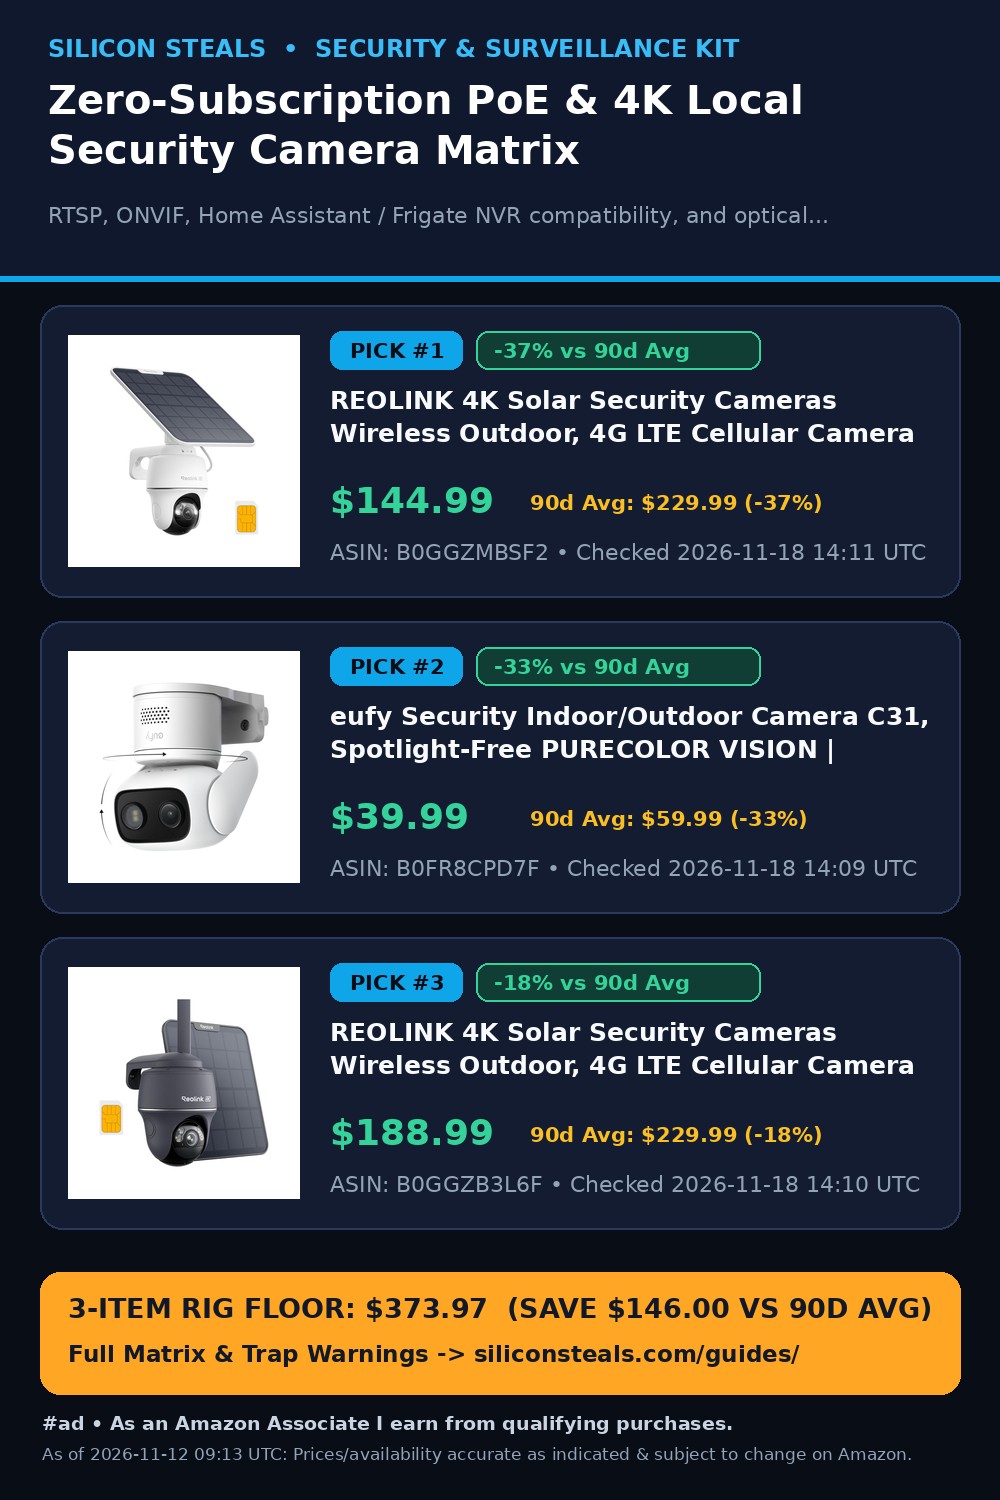 SILICON STEALS • SECURITY & SURVEILLANCE KIT
Zero-Subscription PoE & 4K Local
Security Camera Matrix
RTSP, ONVIF, Home Assistant / Frigate NVR compatibility, and optical...
PICK #1
-37% vs 90d Avg
REOLINK 4K Solar Security Cameras
Wireless Outdoor, 4G LTE Cellular Camera
$144.99
90d Avg: $229.99 (-37%)
ASIN: B0GGZMBSF2 • Checked 2026-11-18 14:11 UTC
Reolink
PICK #2
-33% vs 90d Avg
eufy Security Indoor/Outdoor Camera C31,
Spotlight-Free PURECOLOR VISION |
$39.99
90d Avg: $59.99 (-33%)
ASIN: B0FR8CPD7F • Checked 2026-11-18 14:09 UTC
eufy
PICK #3
-18% vs 90d Avg
REOLINK 4K Solar Security Cameras
Wireless Outdoor, 4G LTE Cellular Camera
$188.99
90d Avg: $229.99 (-18%)
ASIN: B0GGZB3L6F • Checked 2026-11-18 14:10 UTC
Reolink
Reolink
3-ITEM RIG FLOOR: $373.97 (SAVE $146.00 VS 90D AVG)
Full Matrix & Trap Warnings -> siliconsteals.com/guides/
#ad • As an Amazon Associate I earn from qualifying purchases.
As of 2026-11-12 09:13 UTC: Prices/availability accurate as indicated & subject to change on Amazon.